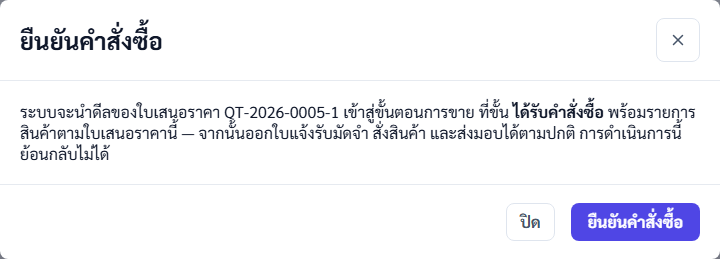 ยืนยันคำสั่งซื้อ
ระบบจะนำดีลของใบเสนอราคา QT-2026-0005-1 เข้าสู่ขั้นตอนการขาย ที่ขั้น ได้รับคำสั่งซื้อ พร้อมรายการ
สินค้าตามใบเสนอราคานี้ — จากนั้นออกใบแจ้งรับมัดจำ สั่งสินค้า และส่งมอบได้ตามปกติ การดำเนินการนี้
ย้อนกลับไม่ได้
ปิด
ยืนยันคำสั่งซื้อ